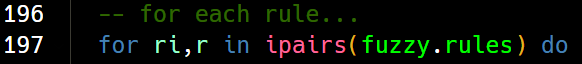 196 -- for each rule...
197 for ri,r in ipairs(fuzzy.rules) do